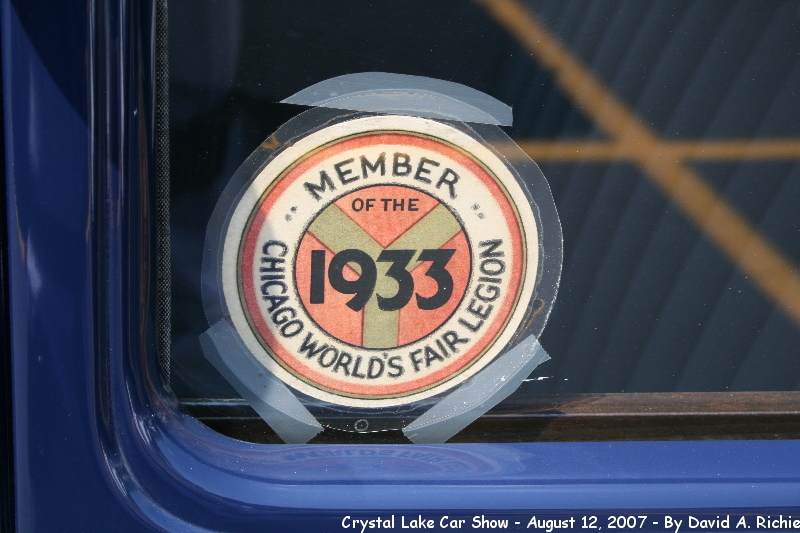 MEMBER
OF THE
1933
CHICAGO WORLD'S FAIR LEGION
Crystal Lake Car Show - August 12, 2007 - By David A. Richie